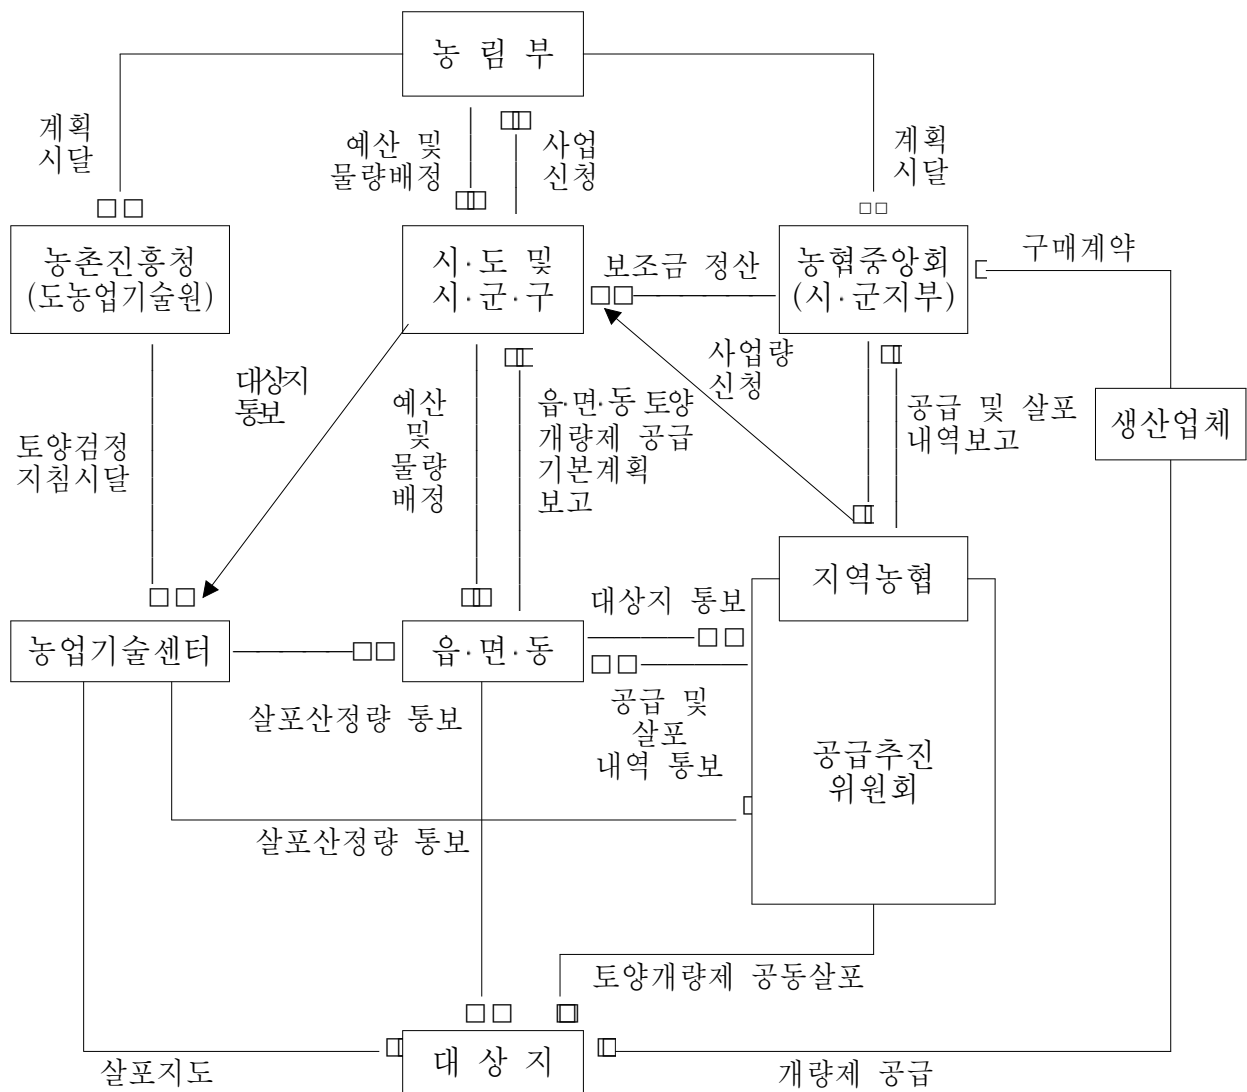 농 림 부
계획
시달
예산 및
물량배정
사업
신청
계획
시달
농촌진흥청
(도농업기술원)
시·도 및
시·군·구
보조금 정산
농협중앙회
(시·군지부)
구매계약
대상지
통보
예산
및
물량
배정
읍·면·동 토양
개량제 공급
기본계획
보고
사업량
신청
공급 및 살포
내역보고
생산업체
토양검정
지침시달
지역농협
대상지 통보
농업기술센터
읍·면·동
살포산정량 통보
공급 및
살포
내역 통보
공급추진
위원회
살포산정량 통보
토양개량제 공동살포
대 상 지
살포지도
개량제 공급